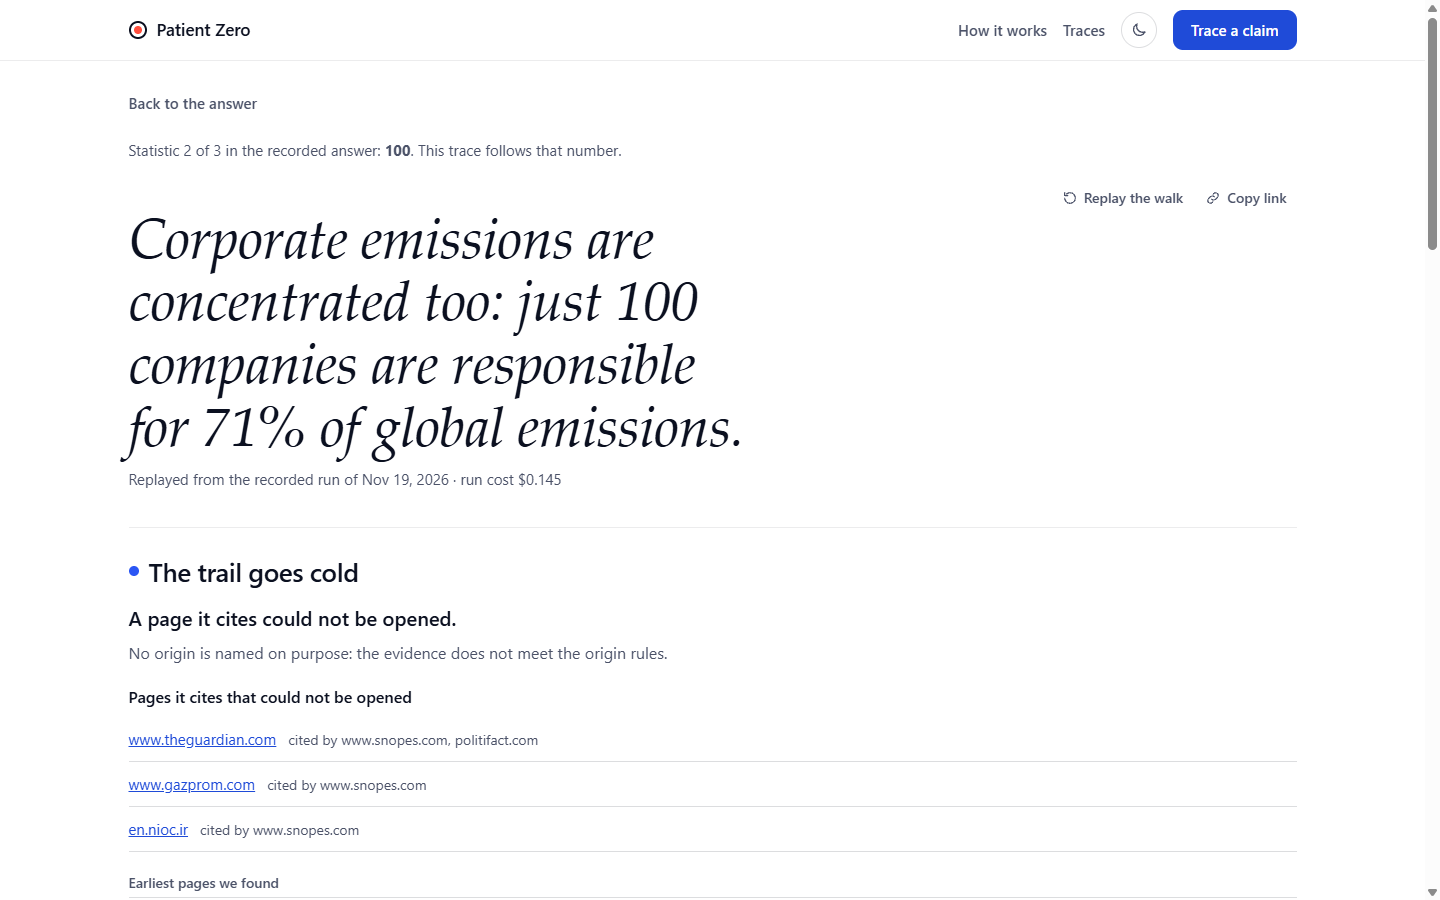 Patient Zero
How it works
Traces
Trace a claim
Back to the answer
Statistic 2 of 3 in the recorded answer: 100. This trace follows that number.
Replay the walk
Copy link
Corporate emissions are
concentrated too: just 100
companies are responsible
for 71% of global emissions.
Replayed from the recorded run of Nov 19, 2026 · run cost $0.145
The trail goes cold
A page it cites could not be opened.
No origin is named on purpose: the evidence does not meet the origin rules.
Pages it cites that could not be opened
www.theguardian.com cited by www.snopes.com, politifact.com
www.gazprom.com cited by www.snopes.com
en.nioc.ir cited by www.snopes.com
Earliest pages we found